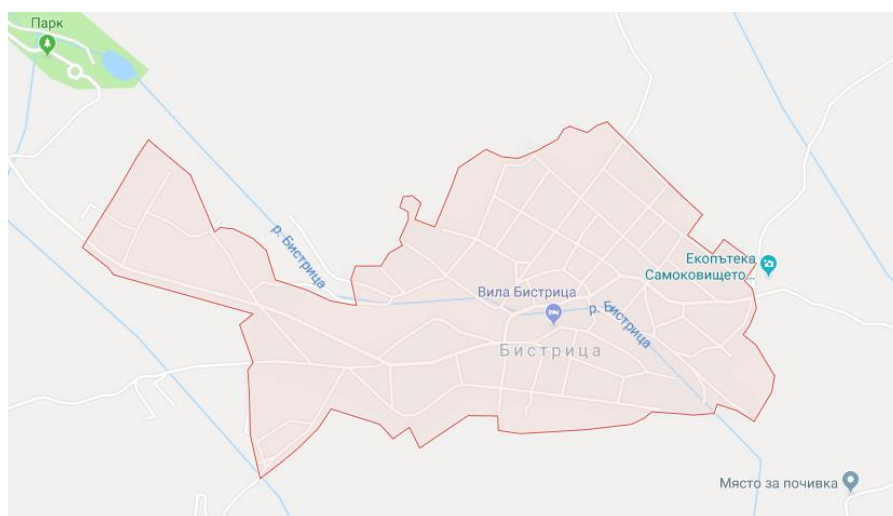 Парк
р. Бистрица
Екопътека
Самоковището...
Вила Бистрица
р. Бистрица
Бистрица
Място за почивка